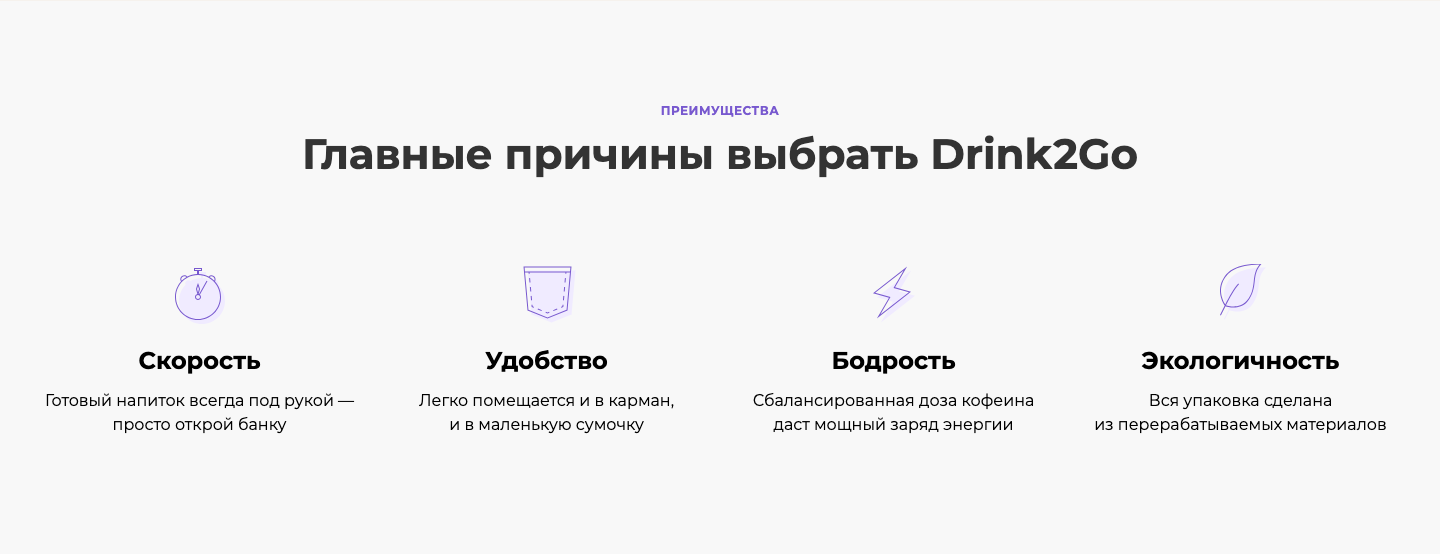 ПРЕИМУЩЕСТВА
Главные причины выбрать Drink2Go
Скорость
Готовый напиток всегда под рукой —
просто открой банку
Удобство
Легко помещается и в карман,
и в маленькую сумочку
Бодрость
Сбалансированная доза кофеина
даст мощный заряд энергии
Экологичность
Вся упаковка сделана
из перерабатываемых материалов